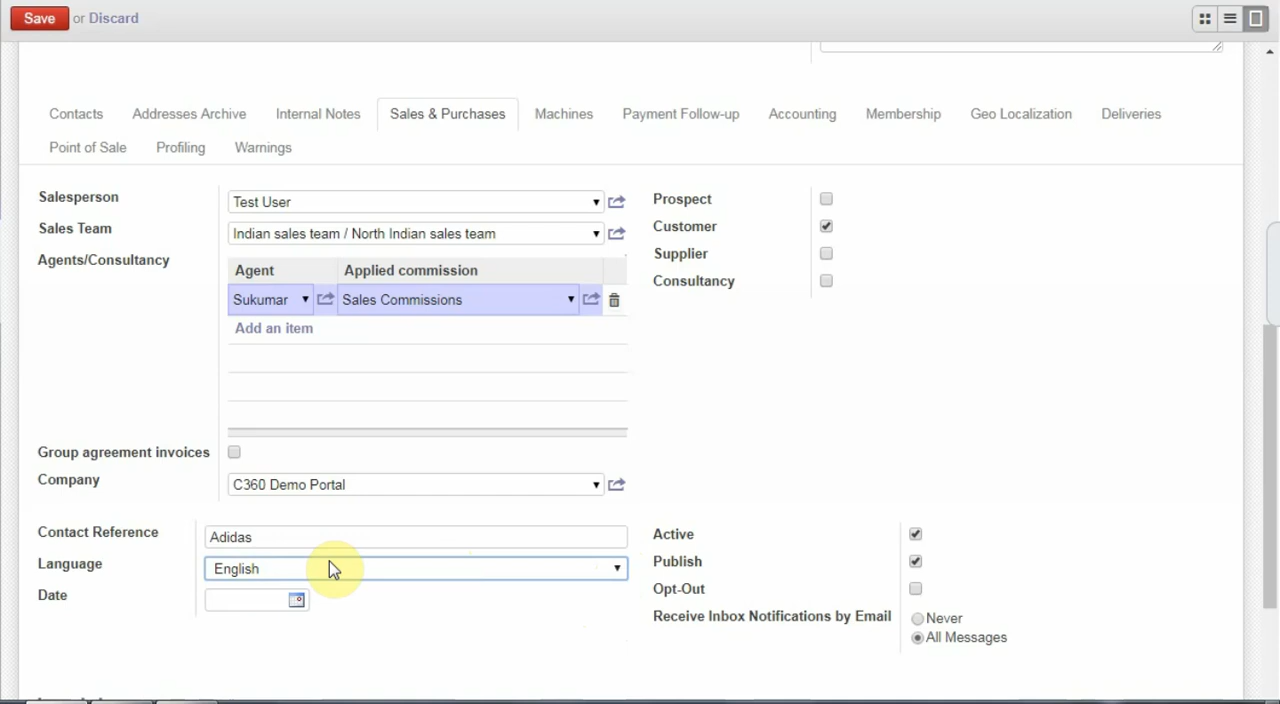 Save or Discard
Contacts Addresses Archive Internal Notes Sales & Purchases Machines Payment Follow-up Accounting Membership Geo Localization Deliveries
Point of Sale Profiling Warnings
Salesperson Test User
Sales Team Indian sales team / North Indian sales team
Agents/Consultancy
Agent Applied commission
Sukumar Sales Commissions
Add an item
Group agreement invoices
Company C360 Demo Portal
Prospect
Customer
Supplier
Consultancy
Contact Reference Adidas
Language English
Date
Active
Publish
Opt-Out
Receive Inbox Notifications by Email Never
All Messages